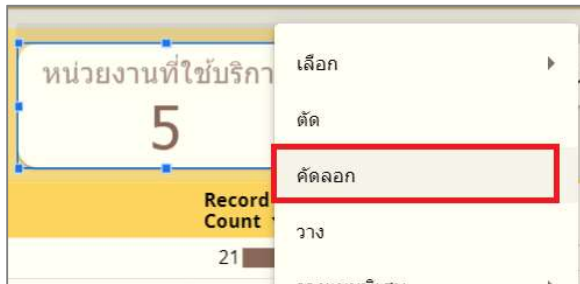 หน่วยงานที่ใช้บริกา
5
Record
Count
21
เลือก
ตัด
คัดลอก
วาง